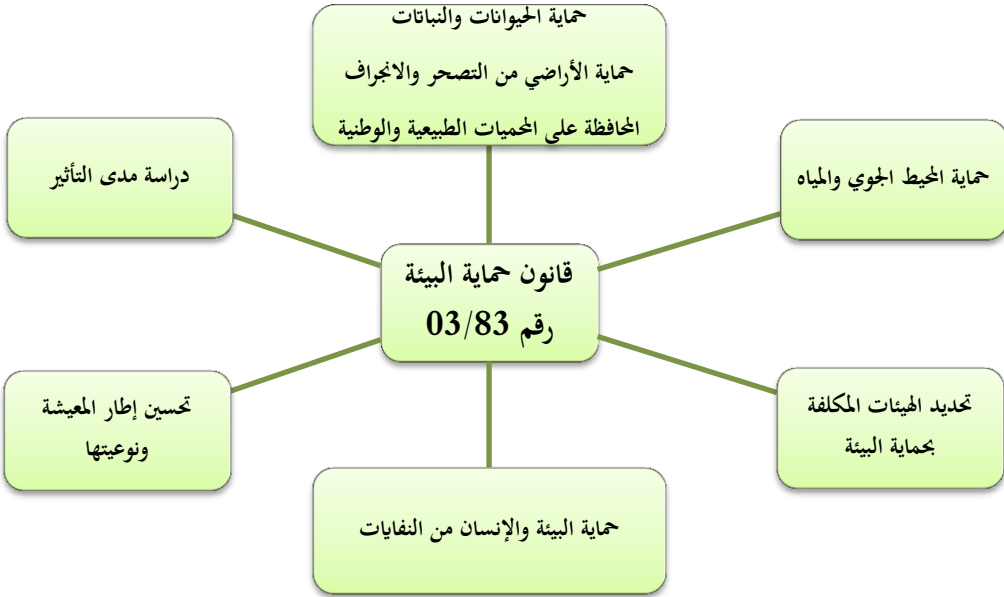 حماية الحيوانات والنباتات
حماية الأراضي من التصحر والانجراف
المحافظة على المحميات الطبيعية والوطنية
حماية المحيط الجوي والمياه
دراسة مدى التأثير
قانون حماية البيئة
رقم 03/83
تحديد الهيئات المكلفة
بحماية البيئة
تحسين إطار المعيشة
ونوعيتها
حماية البيئة والإنسان من النفايات